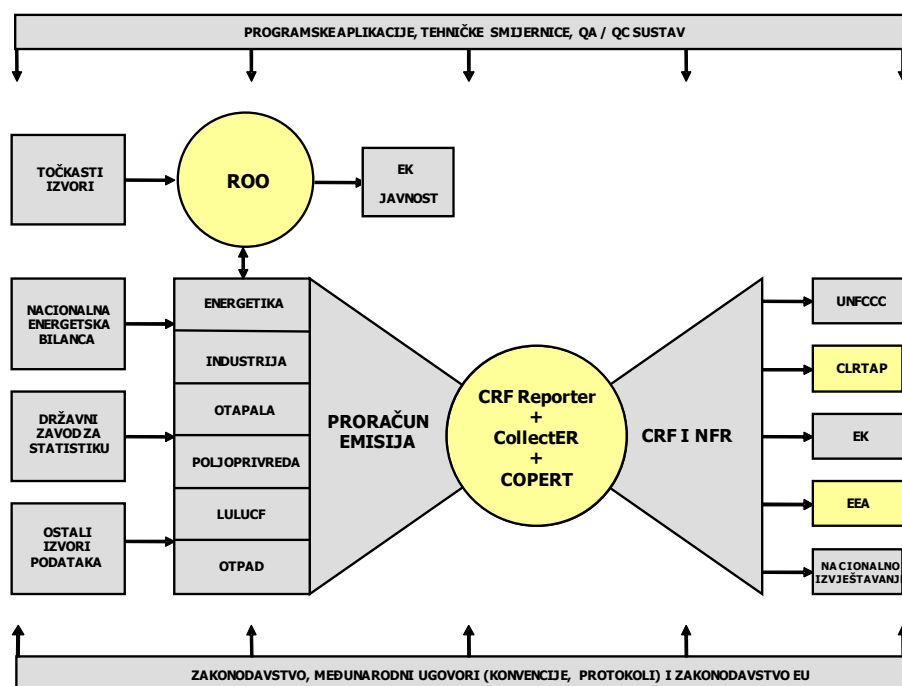 PROGRAMSKE APLIKACIJE, TEHNIČKE SMIJERNICE, QA / QC SUSTAV
TOČKASTI
IZVORI
ROO
EK
JAVNOST
NACIONALNA
ENERGETSKA
BILANCA
DRŽAVNI
ZAVOD ZA
STATISTIKU
OSTALI
IZVORI
PODATAKA
ENERGETIKA
INDUSTRIJA
OTAPALA
POLJOPRIVREDA
LULUCF
OTPAD
PRORAČUN
EMISIJA
CRF Reporter
+
CollectER
+
COPERT
CRF I NFR
UNFCCC
CLRTAP
EK
EEA
NACIONALNO
IZVJEŠTAVANJE
ZAKONODAVSTVO, MEĐUNARODNI UGOVORI (KONVENCIJE, PROTOKOLI) I ZAKONODAVSTVO EU